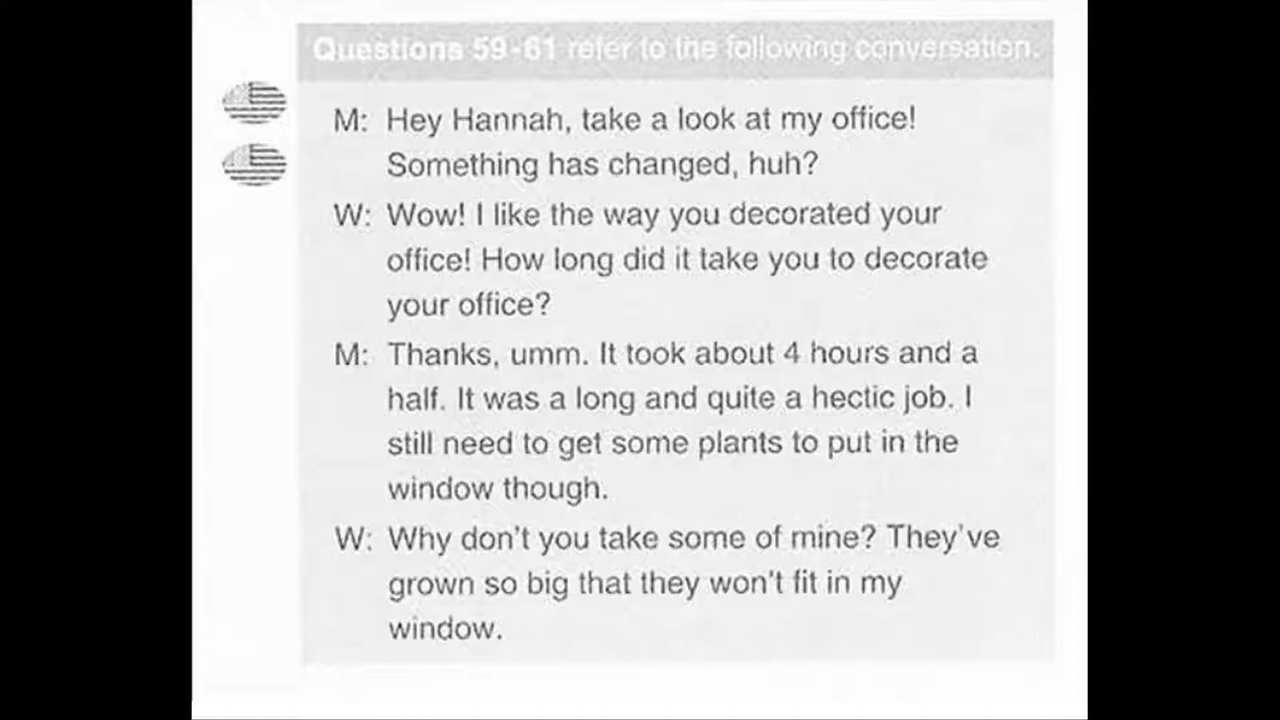 Questions 59-61 refer to the following conversation.
M: Hey Hannah, take a look at my office!
Something has changed, huh?
W: Wow! I like the way you decorated your
office! How long did it take you to decorate
your office?
M: Thanks, umm. It took about 4 hours and a
half. It was a long and quite a hectic job. I
still need to get some plants to put in the
window though.
W: Why don't you take some of mine? They've
grown so big that they won't fit in my
window.